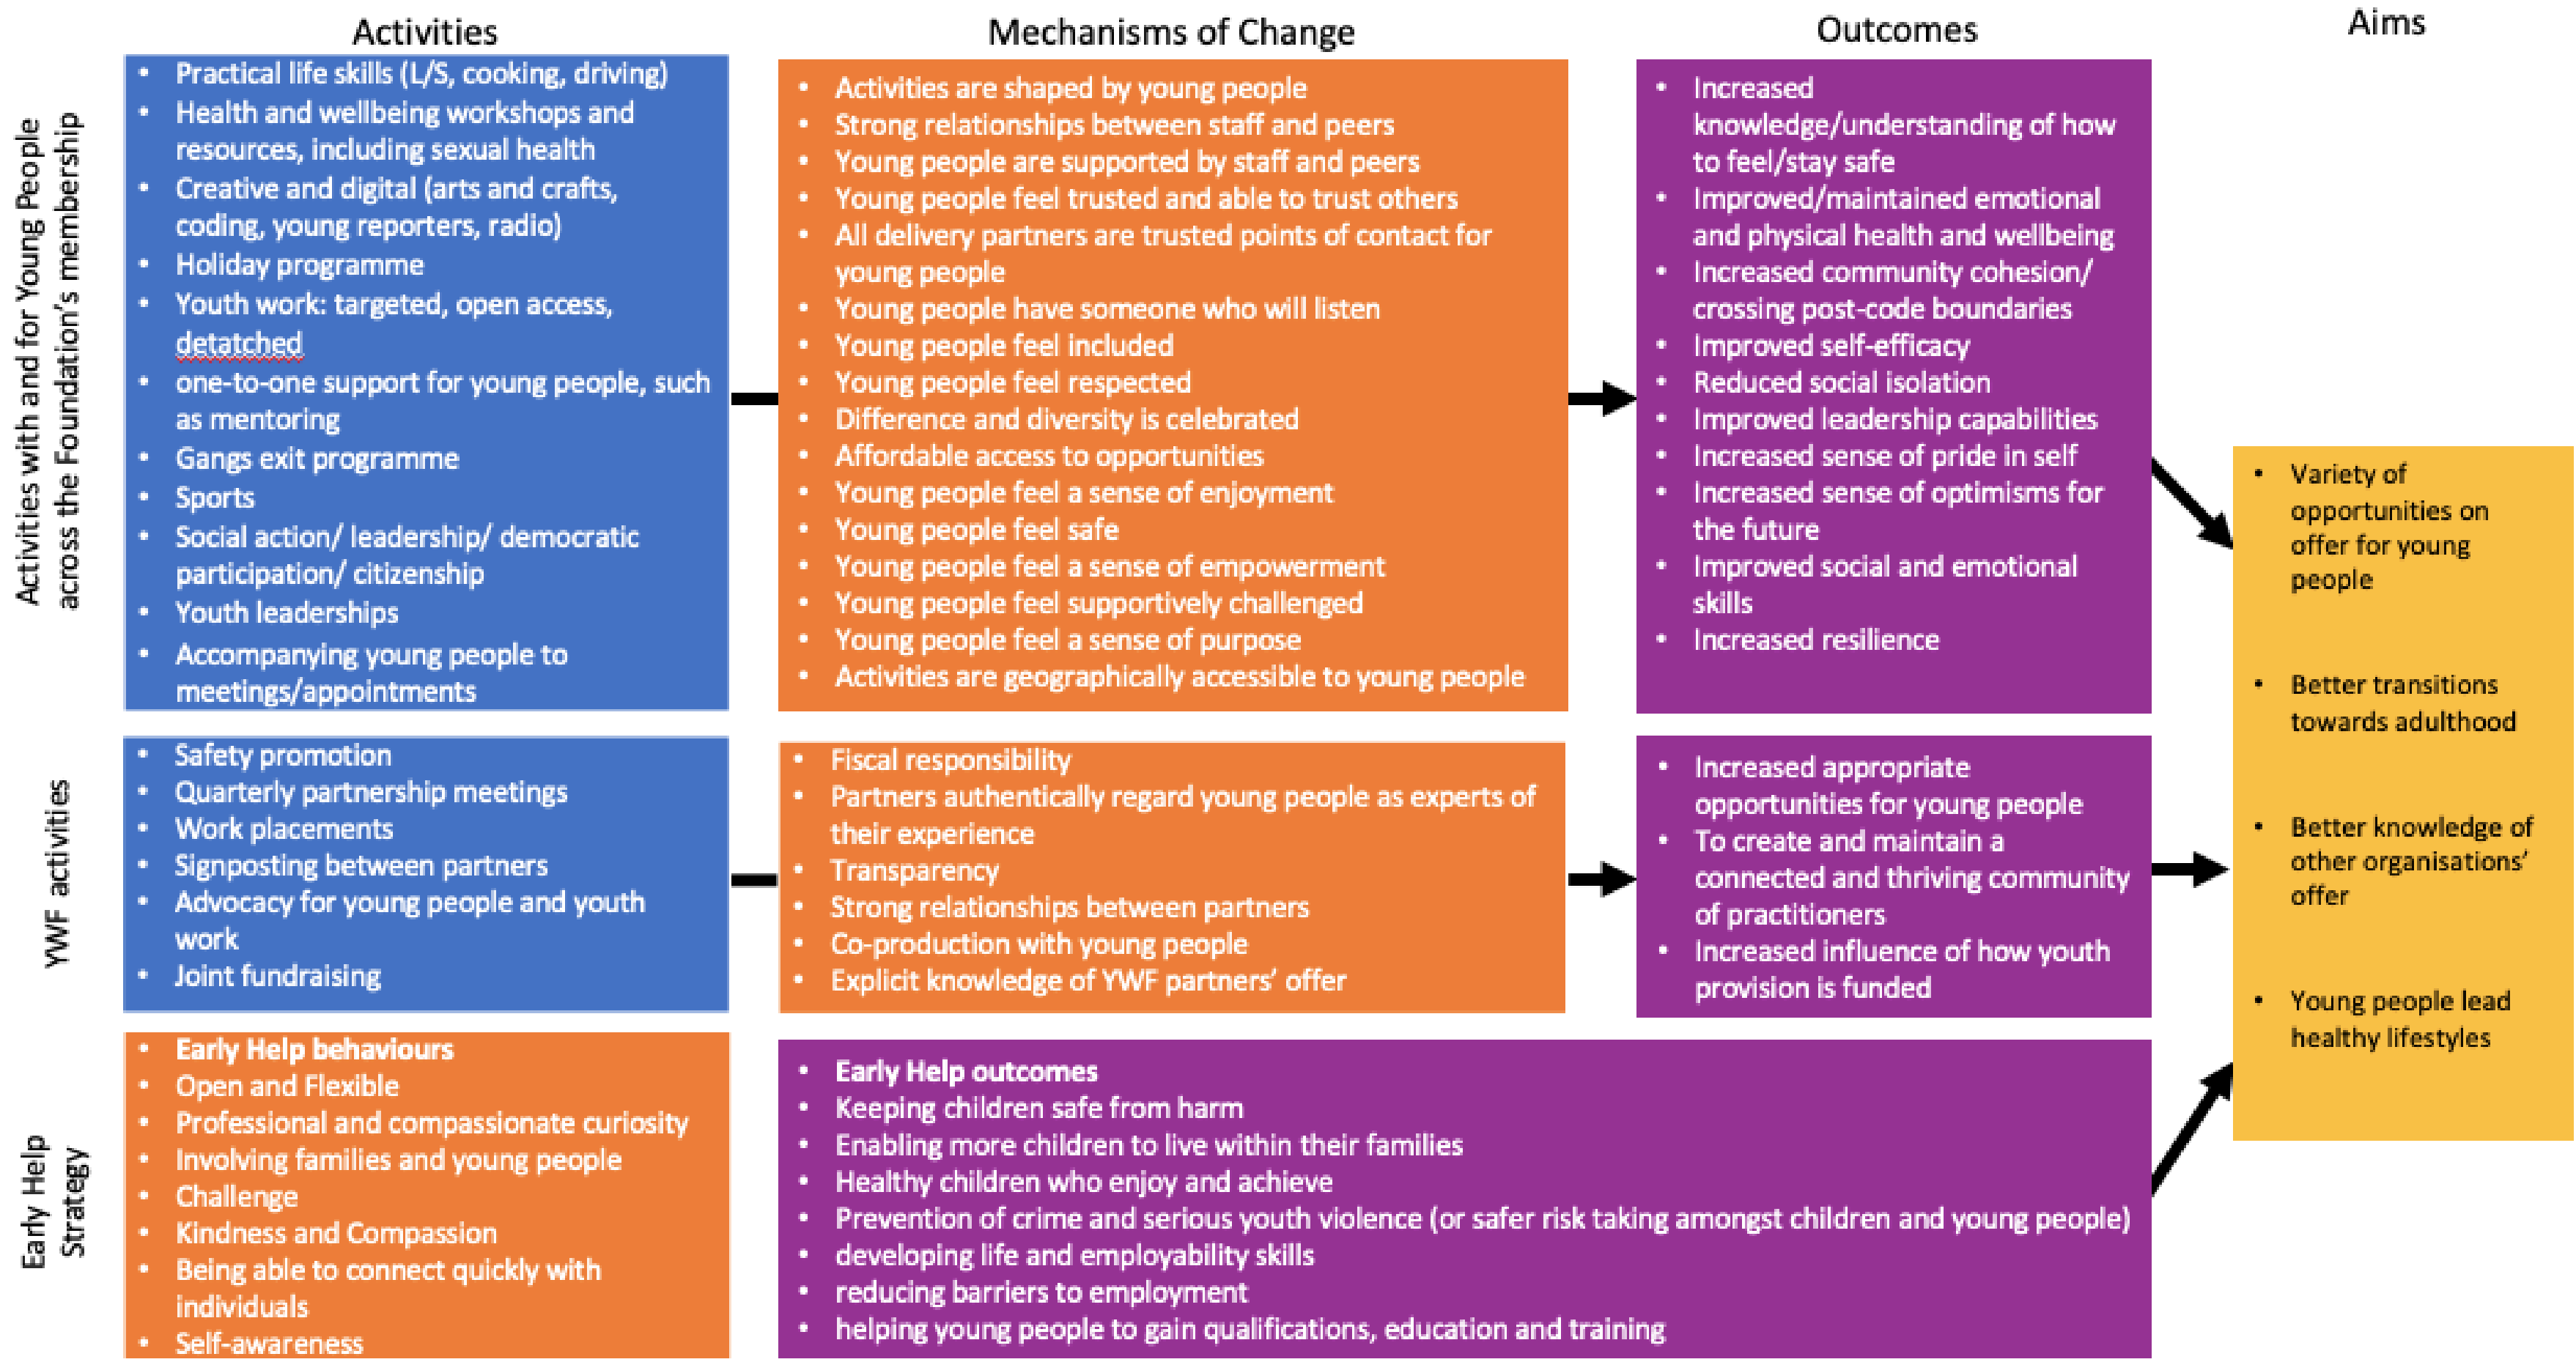 Activities
Mechanisms of Change
Outcomes
Aims
Activities with and for Young People
across the Foundation's membership
• Practical life skills (L/S, cooking, driving)
• Health and wellbeing workshops and
resources, including sexual health
• Creative and digital (arts and crafts,
coding, young reporters, radio)
• Holiday programme
• Youth work: targeted, open access,
detatched
• one-to-one support for young people, such
as mentoring
• Gangs exit programme
• Sports
• Social action/ leadership/ democratic
participation/ citizenship
• Youth leaderships
• Accompanying young people to
meetings/appointments
• Activities are shaped by young people
• Strong relationships between staff and peers
• Young people are supported by staff and peers
• Young people feel trusted and able to trust others
• All delivery partners are trusted points of contact for
young people
• Young people have someone who will listen
• Young people feel included
• Young people feel respected
• Difference and diversity is celebrated
• Affordable access to opportunities
• Young people feel a sense of enjoyment
• Young people feel safe
• Young people feel a sense of empowerment
• Young people feel supportively challenged
• Young people feel a sense of purpose
• Activities are geographically accessible to young people
• Increased
knowledge/understanding of how
to feel/stay safe
• Improved/maintained emotional
and physical health and wellbeing
• Increased community cohesion/
crossing post-code boundaries
• Improved self-efficacy
• Reduced social isolation
• Improved leadership capabilities
• Increased sense of pride in self
• Increased sense of optimisms for
the future
• Improved social and emotional
skills
• Increased resilience
YWF activities
• Safety promotion
• Quarterly partnership meetings
• Work placements
• Signposting between partners
• Advocacy for young people and youth
work
• Joint fundraising
• Fiscal responsibility
• Partners authentically regard young people as experts of
their experience
• Transparency
• Strong relationships between partners
• Co-production with young people
• Explicit knowledge of YWF partners' offer
• Increased appropriate
opportunities for young people
• To create and maintain a
connected and thriving community
of practitioners
• Increased influence of how youth
provision is funded
Early Help
Strategy
• Early Help behaviours
• Open and Flexible
• Professional and compassionate curiosity
• Involving families and young people
• Challenge
• Kindness and Compassion
• Being able to connect quickly with
individuals
• Self-awareness
• Early Help outcomes
• Keeping children safe from harm
• Enabling more children to live within their families
• Healthy children who enjoy and achieve
• Prevention of crime and serious youth violence (or safer risk taking amongst children and young people)
• developing life and employability skills
• reducing barriers to employment
• helping young people to gain qualifications, education and training
• Variety of
opportunities on
offer for young
people
• Better transitions
towards adulthood
• Better knowledge of
other organisations'
offer
• Young people lead
healthy lifestyles